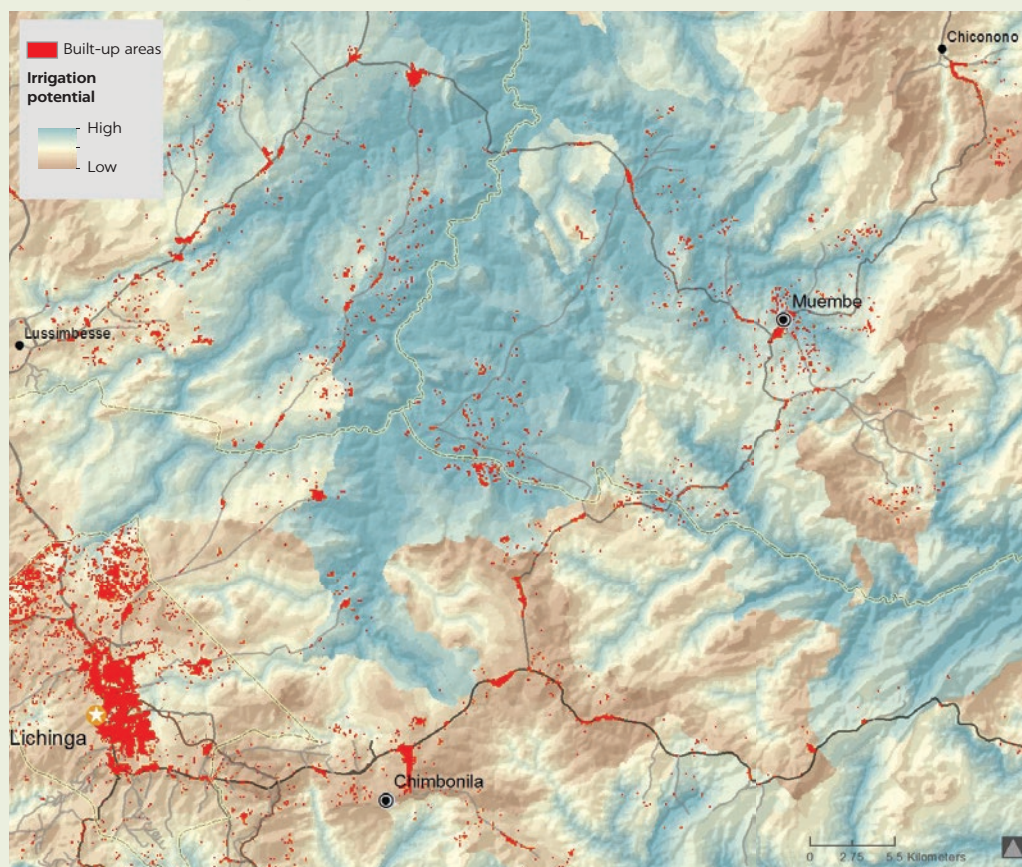 Built-up areas
Irrigation
potential
High
Low
Chiconono
Muembe
Lussimbesse
Lichinga
Chimbonila
0 2.75 5.5 Kilometers